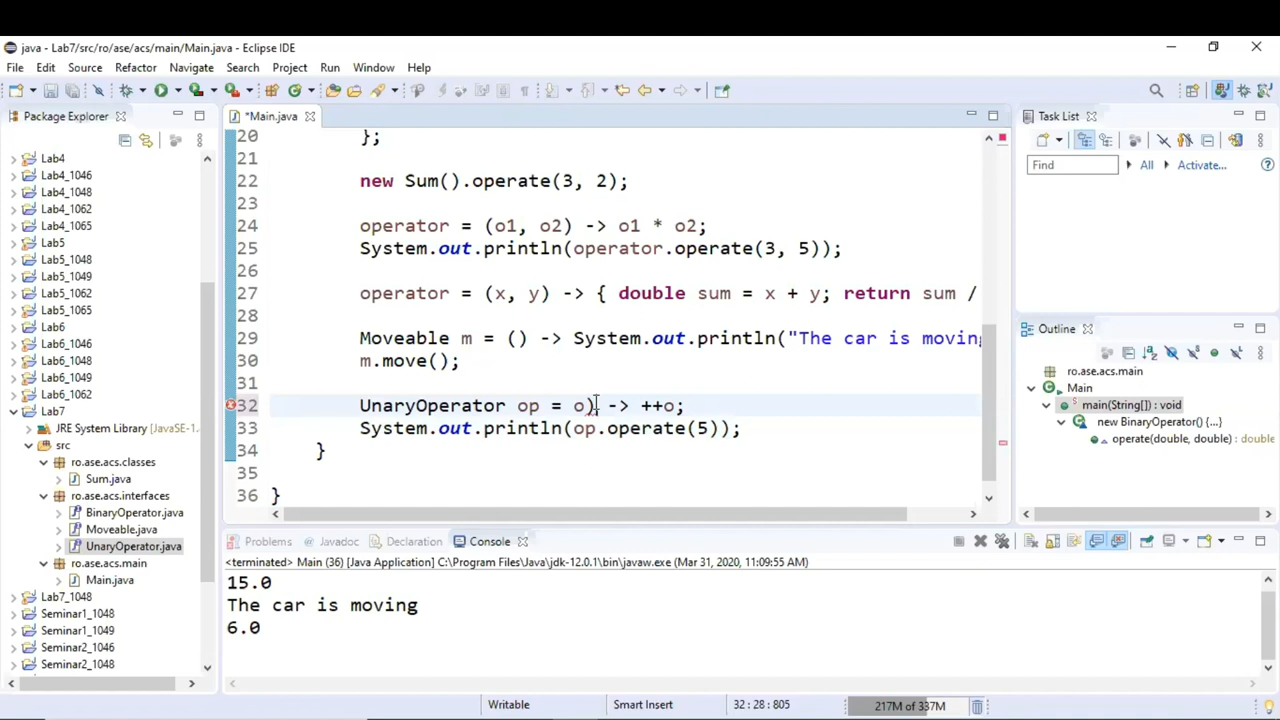 java - Lab7/src/ro/ase/acs/main/Main.java - Eclipse IDE
File Edit Source Refactor Navigate Search Project Run Window Help
Package Explorer
Lab4
Lab4_1046
Lab4_1048
Lab4_1062
Lab4_1065
Lab5
Lab5_1048
Lab5_1049
Lab5_1062
Lab5_1065
Lab6
Lab6_1046
Lab6_1048
Lab6_1049
Lab6_1062
Lab7
JRE System Library [JavaSE-1.
src
ro.ase.acs.classes
Sum.java
ro.ase.acs.interfaces
BinaryOperator.java
Moveable.java
UnaryOperator.java
ro.ase.acs.main
Main.java
Lab7_1048
Seminar1_1048
Seminar1_1049
Seminar2_1046
Seminar2_1048
*Main.java
20 };
21
22 new Sum().operate(3, 2);
23
24 operator = (o1, o2) -> o1 * o2;
25 System.out.println(operator.operate(3, 5));
26
27 operator = (x, y) -> { double sum = x + y; return sum /
28
29 Moveable m = () -> System.out.println("The car is moving
30 m.move();
31
32 UnaryOperator op = o) -> ++o;
33 System.out.println(op.operate(5));
34 }
35
36 }
Task List
Find All Activate...
Outline
ro.ase.acs.main
Main
main(String[]) : void
new BinaryOperator() {...}
operate(double, double) : double
Problems Javadoc Declaration Console
<terminated> Main (36) [Java Application] C:\Program Files\Java\jdk-12.0.1\bin\javaw.exe (Mar 31, 2020, 11:09:55 AM)
15.0
The car is moving
6.0
Writable Smart Insert 32 : 28 : 805 217M of 337M